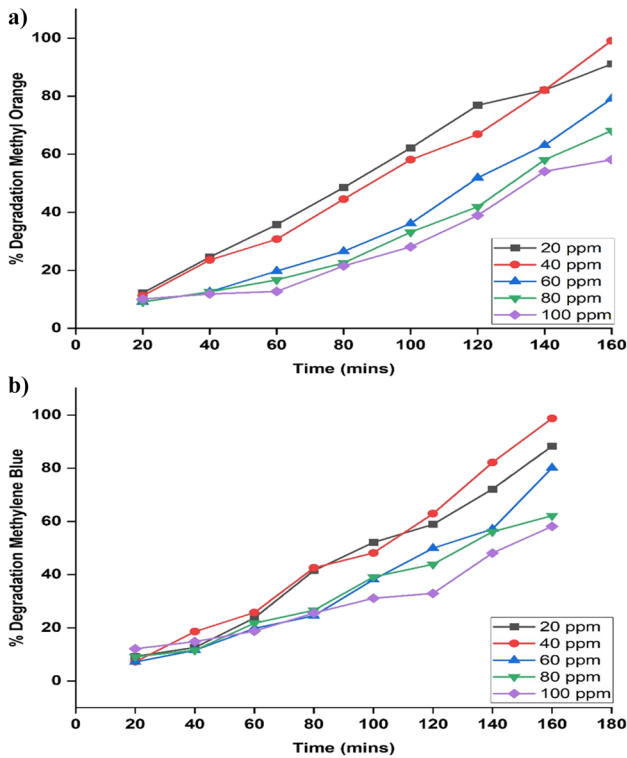 a)
% Degradation Methyl Orange
100
80
60
40
20
0
0
20
40
60
80
100
120
140
160
Time (mins)
20 ppm
40 ppm
60 ppm
80 ppm
100 ppm
b)
% Degradation Methylene Blue
100
80
60
40
20
0
0
20
40
60
80
100
120
140
160
180
Time (mins)
20 ppm
40 ppm
60 ppm
80 ppm
100 ppm